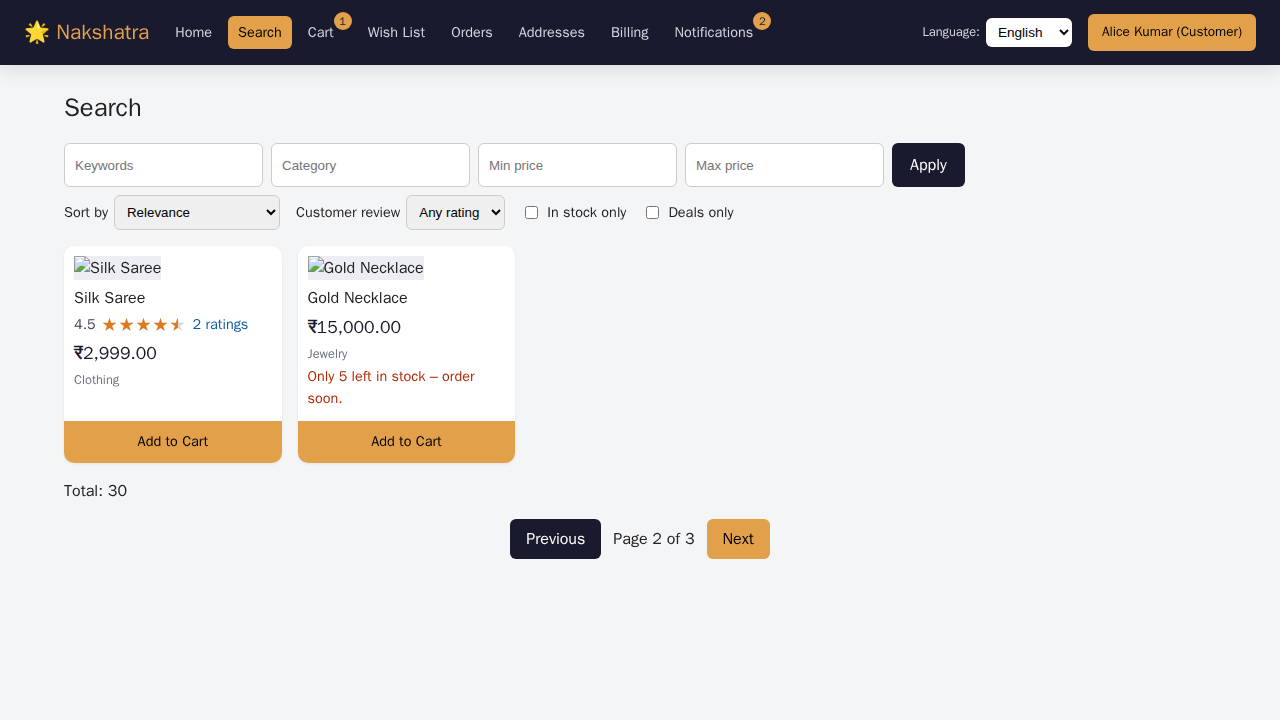 🌟 Nakshatra Home Search Cart 1 Wish List Orders Addresses Billing Notifications 2 Language: English Alice Kumar (Customer)
Search
Keywords Category Min price Max price Apply
Sort by Relevance Customer review Any rating In stock only Deals only
Silk Saree
Silk Saree
4.5 ★★★★★ 2 ratings
₹2,999.00
Clothing
Add to Cart
Gold Necklace
Gold Necklace
₹15,000.00
Jewelry
Only 5 left in stock – order
soon.
Add to Cart
Total: 30
Previous Page 2 of 3 Next